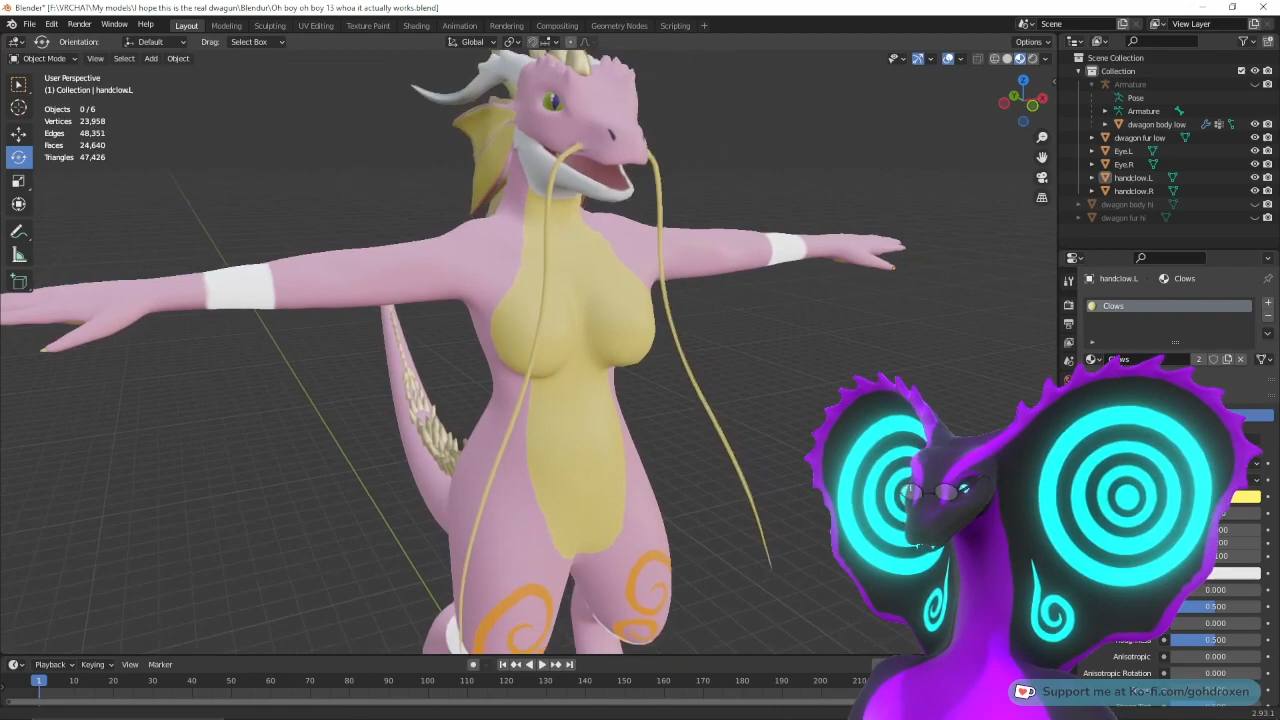 Blender* [F:\VRCHAT\My models\I hope this is the real dwagun\Blendur\Oh boy oh boy 13 whoa it actually works.blend]
File Edit Render Window Help Layout Modeling Sculpting UV Editing Texture Paint Shading Animation Rendering Compositing Geometry Nodes Scripting + Scene View Layer
Orientation: Default Drag: Select Box Global Options
Object Mode View Select Add Object
User Perspective
(1) Collection | handclow.L
Objects 0 / 6
Vertices 23,958
Edges 48,351
Faces 24,640
Triangles 47,426
Z
Y
X
Scene Collection
Collection
Armature
Pose
Armature
dwagon body low
dwagon fur low
Eye.L
Eye.R
handclow.L
handclow.R
dwagon body hi
dwagon fur hi
handclow.L Clows
Clows
2
0.000
0.500
0.000
0.500
Anisotropic 0.000
Anisotropic Rotation 0.000
Playback Keying View Marker
1 10 20 30 40 50 60 70 80 90 100 110 120 130 140 150 160 170 180 190 200
Support me at Ko-fi.com/gohdroxen
2.93.1